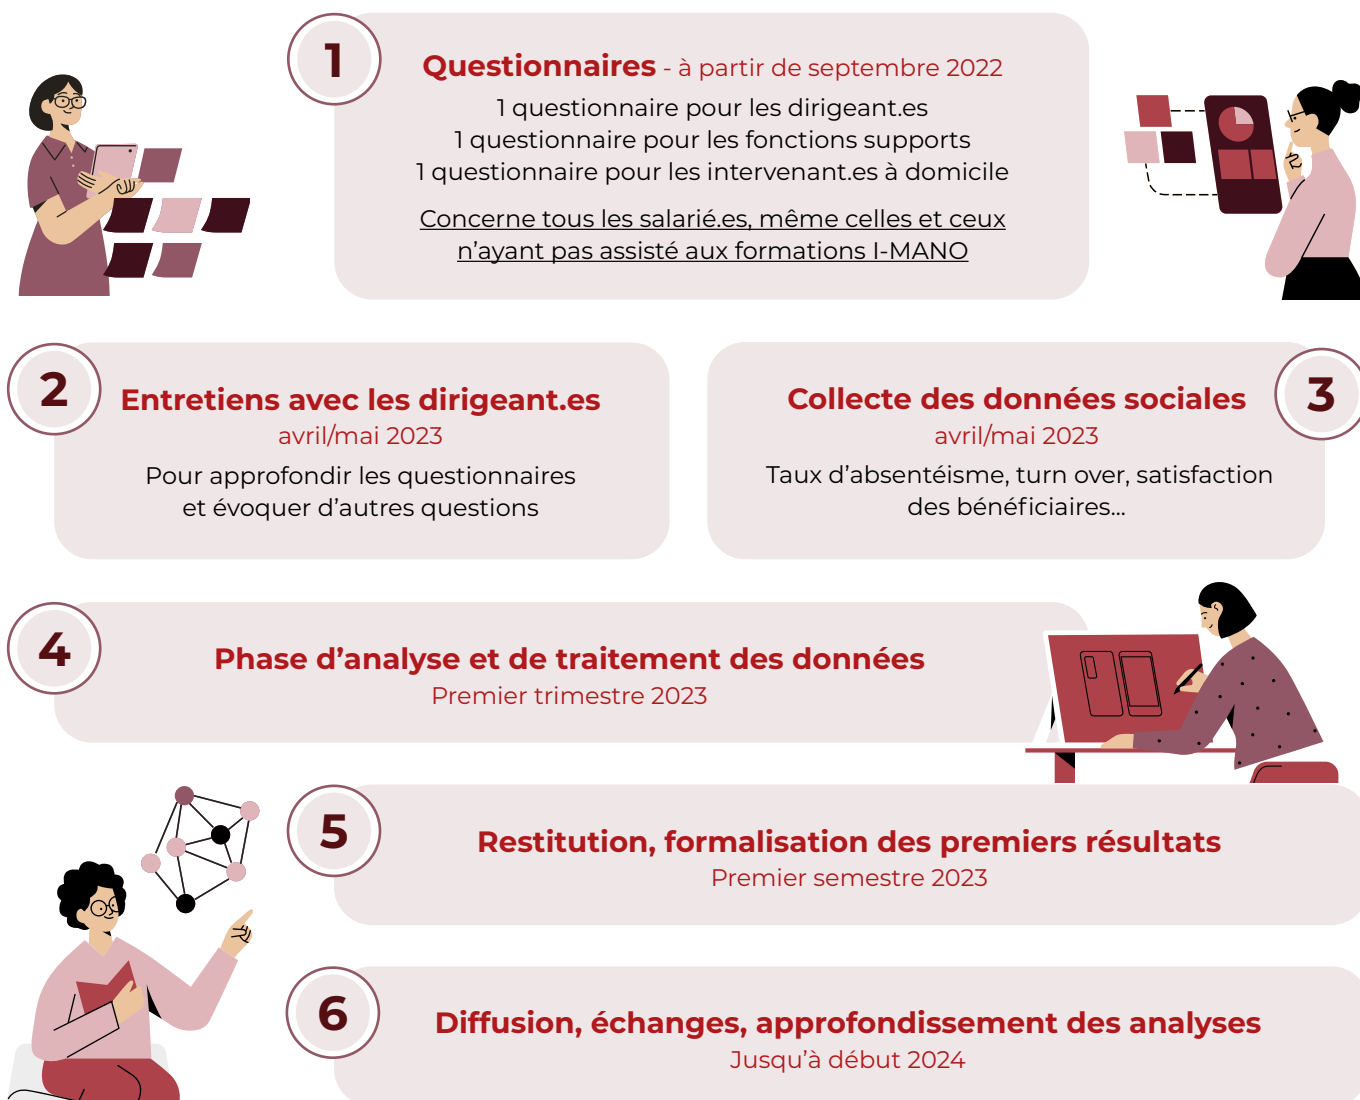 1
Questionnaires - à partir de septembre 2022
1 questionnaire pour les dirigeant.es
1 questionnaire pour les fonctions supports
1 questionnaire pour les intervenant.es à domicile
Concerne tous les salarié.es, même celles et ceux
n'ayant pas assisté aux formations I-MANO
2
Entretiens avec les dirigeant.es
avril/mai 2023
Pour approfondir les questionnaires
et évoquer d'autres questions
3
Collecte des données sociales
avril/mai 2023
Taux d'absentéisme, turn over, satisfaction
des bénéficiaires...
4
Phase d'analyse et de traitement des données
Premier trimestre 2023
5
Restitution, formalisation des premiers résultats
Premier semestre 2023
6
Diffusion, échanges, approfondissement des analyses
Jusqu'à début 2024